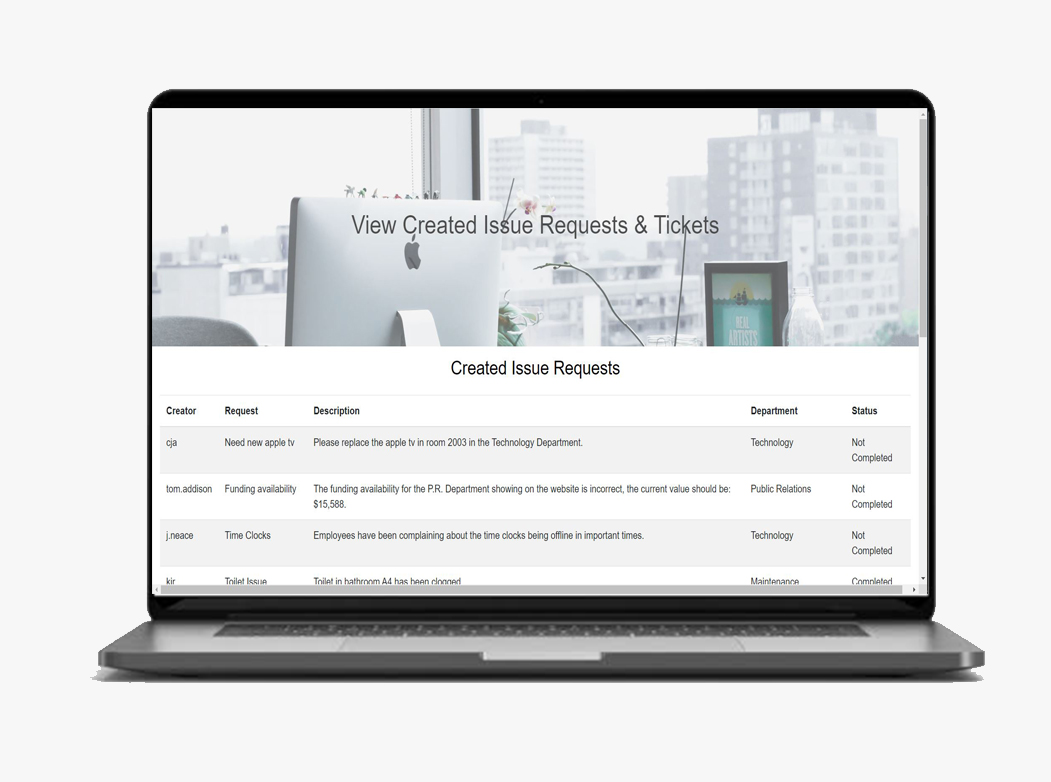 View Created Issue Requests & Tickets
REAL
ARTISTS
Created Issue Requests
Creator Request Description Department Status
cja Need new apple tv Please replace the apple tv in room 2003 in the Technology Department. Technology Not
Completed
tom.addison Funding availability The funding availability for the P.R. Department showing on the website is incorrect, the current value should be: Public Relations Not
$15,588. Completed
j.neace Time Clocks Employees have been complaining about the time clocks being offline in important times. Technology Not
Completed
kir Toilet Issue Toilet in bathroom A4 has been clogged Maintenance Completed